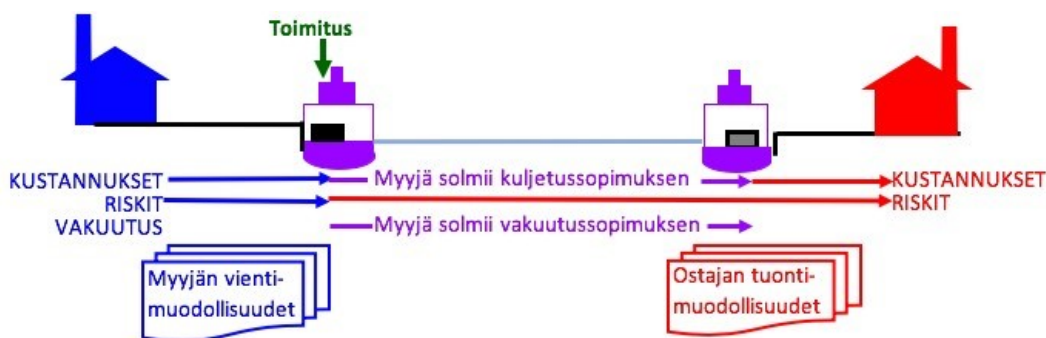 Toimitus
KUSTANNUKSET Myyjä solmii kuljetussopimuksen KUSTANNUKSET
RISKIT RISKIT
VAKUUTUS Myyjä solmii vakuutussopimuksen
Myyjän vienti-
muodollisuudet
Ostajan tuonti-
muodollisuudet